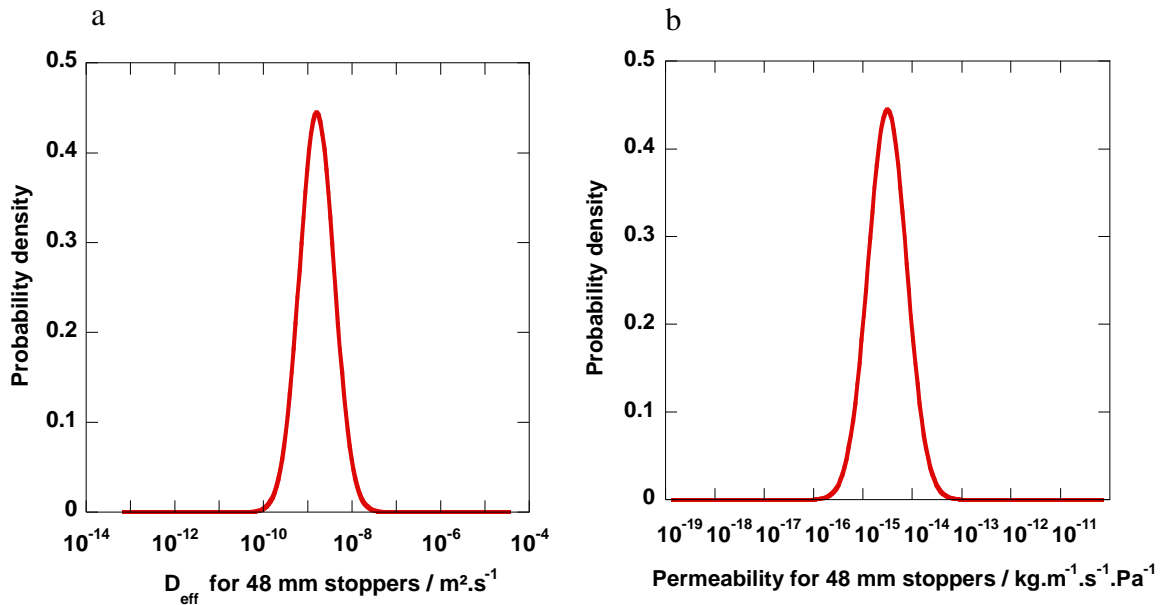 a
0.5
0.4
0.3
0.2
0.1
0
Probability density
10⁻¹⁴ 10⁻¹² 10⁻¹⁰ 10⁻⁸ 10⁻⁶ 10⁻⁴
D_eff for 48 mm stoppers / m².s⁻¹
b
0.5
0.4
0.3
0.2
0.1
0
Probability density
10⁻¹⁹ 10⁻¹⁸ 10⁻¹⁷ 10⁻¹⁶ 10⁻¹⁵ 10⁻¹⁴ 10⁻¹³ 10⁻¹² 10⁻¹¹
Permeability for 48 mm stoppers / kg.m⁻¹.s⁻¹.Pa⁻¹